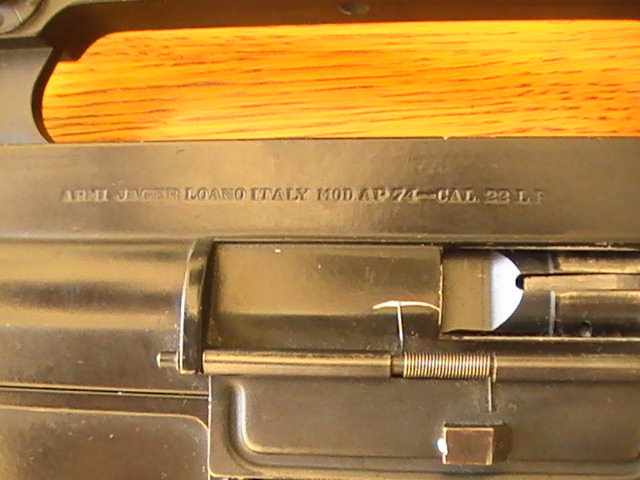 ARMI JAGER LOANO ITALY MOD.AP 74—CAL. 22 L R